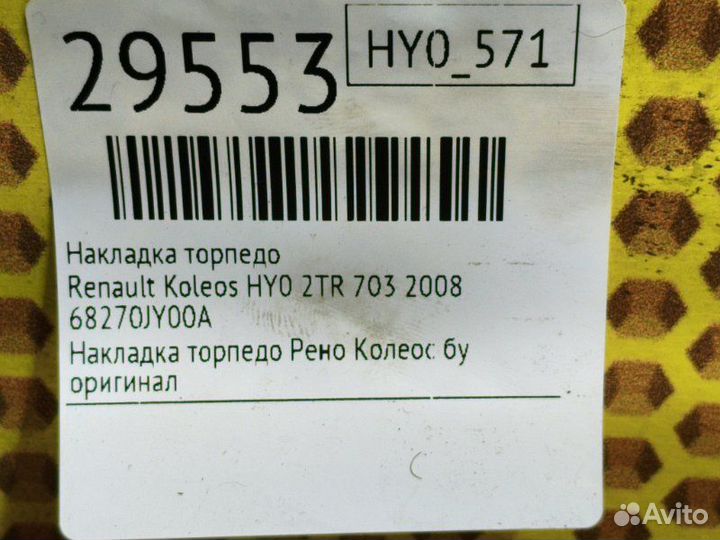 29553
HY0_571
Накладка торпедо
Renault Koleos HY0 2TR 703 2008
68270JY00A
Накладка торпедо Рено Колеос бу
оригинал
Avito